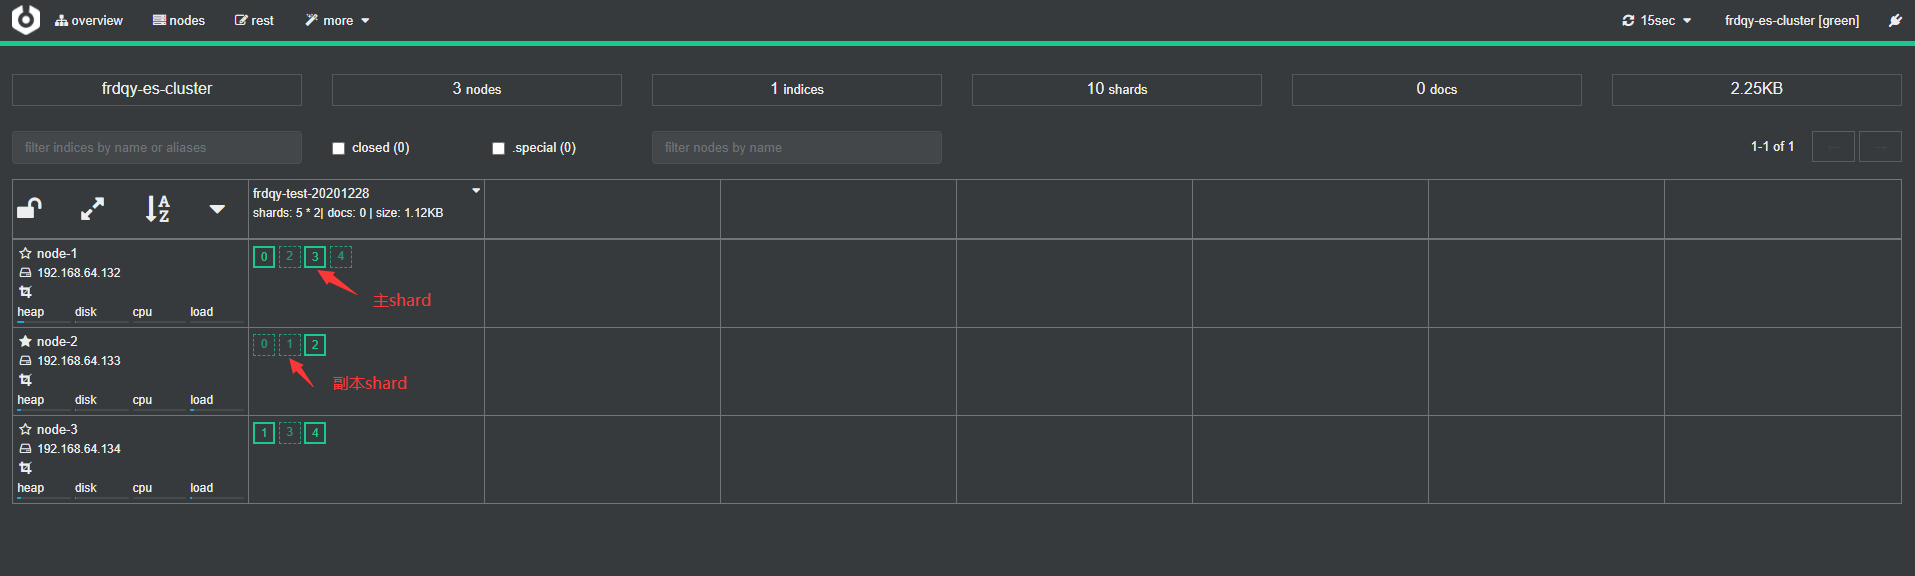 overview nodes rest more 15sec frdqy-es-cluster [green]
frdqy-es-cluster 3 nodes 1 indices 10 shards 0 docs 2.25KB
filter indices by name or aliases closed (0) .special (0) filter nodes by name 1-1 of 1 ← →
A
Z
frdqy-test-20201228
shards: 5 * 2| docs: 0 | size: 1.12KB
node-1
0 2 3 4
192.168.64.132
主shard
heap disk cpu load
node-2
0 1 2
192.168.64.133
副本shard
heap disk cpu load
node-3
1 3 4
192.168.64.134
heap disk cpu load